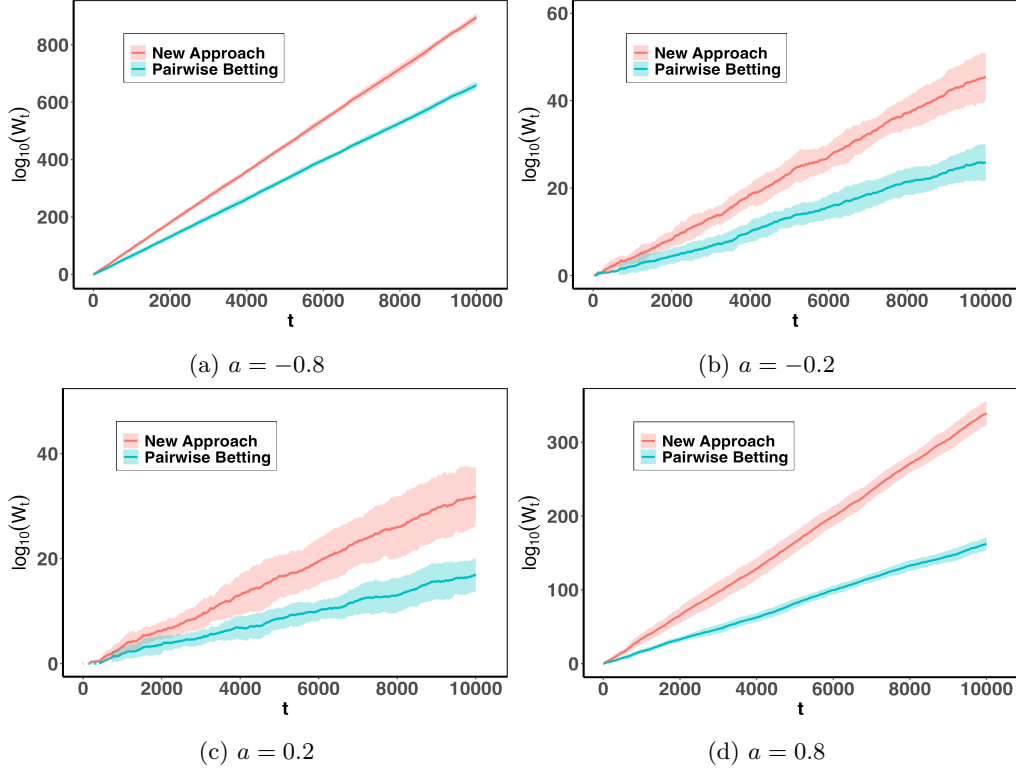 800
600
400
200
0
log₁₀(Wₜ)
New Approach
Pairwise Betting
0 2000 4000 6000 8000 10000
t
(a) a = −0.8
60
40
20
0
log₁₀(Wₜ)
New Approach
Pairwise Betting
0 2000 4000 6000 8000 10000
t
(b) a = −0.2
40
20
0
log₁₀(Wₜ)
New Approach
Pairwise Betting
0 2000 4000 6000 8000 10000
t
(c) a = 0.2
300
200
100
0
log₁₀(Wₜ)
New Approach
Pairwise Betting
0 2000 4000 6000 8000 10000
t
(d) a = 0.8